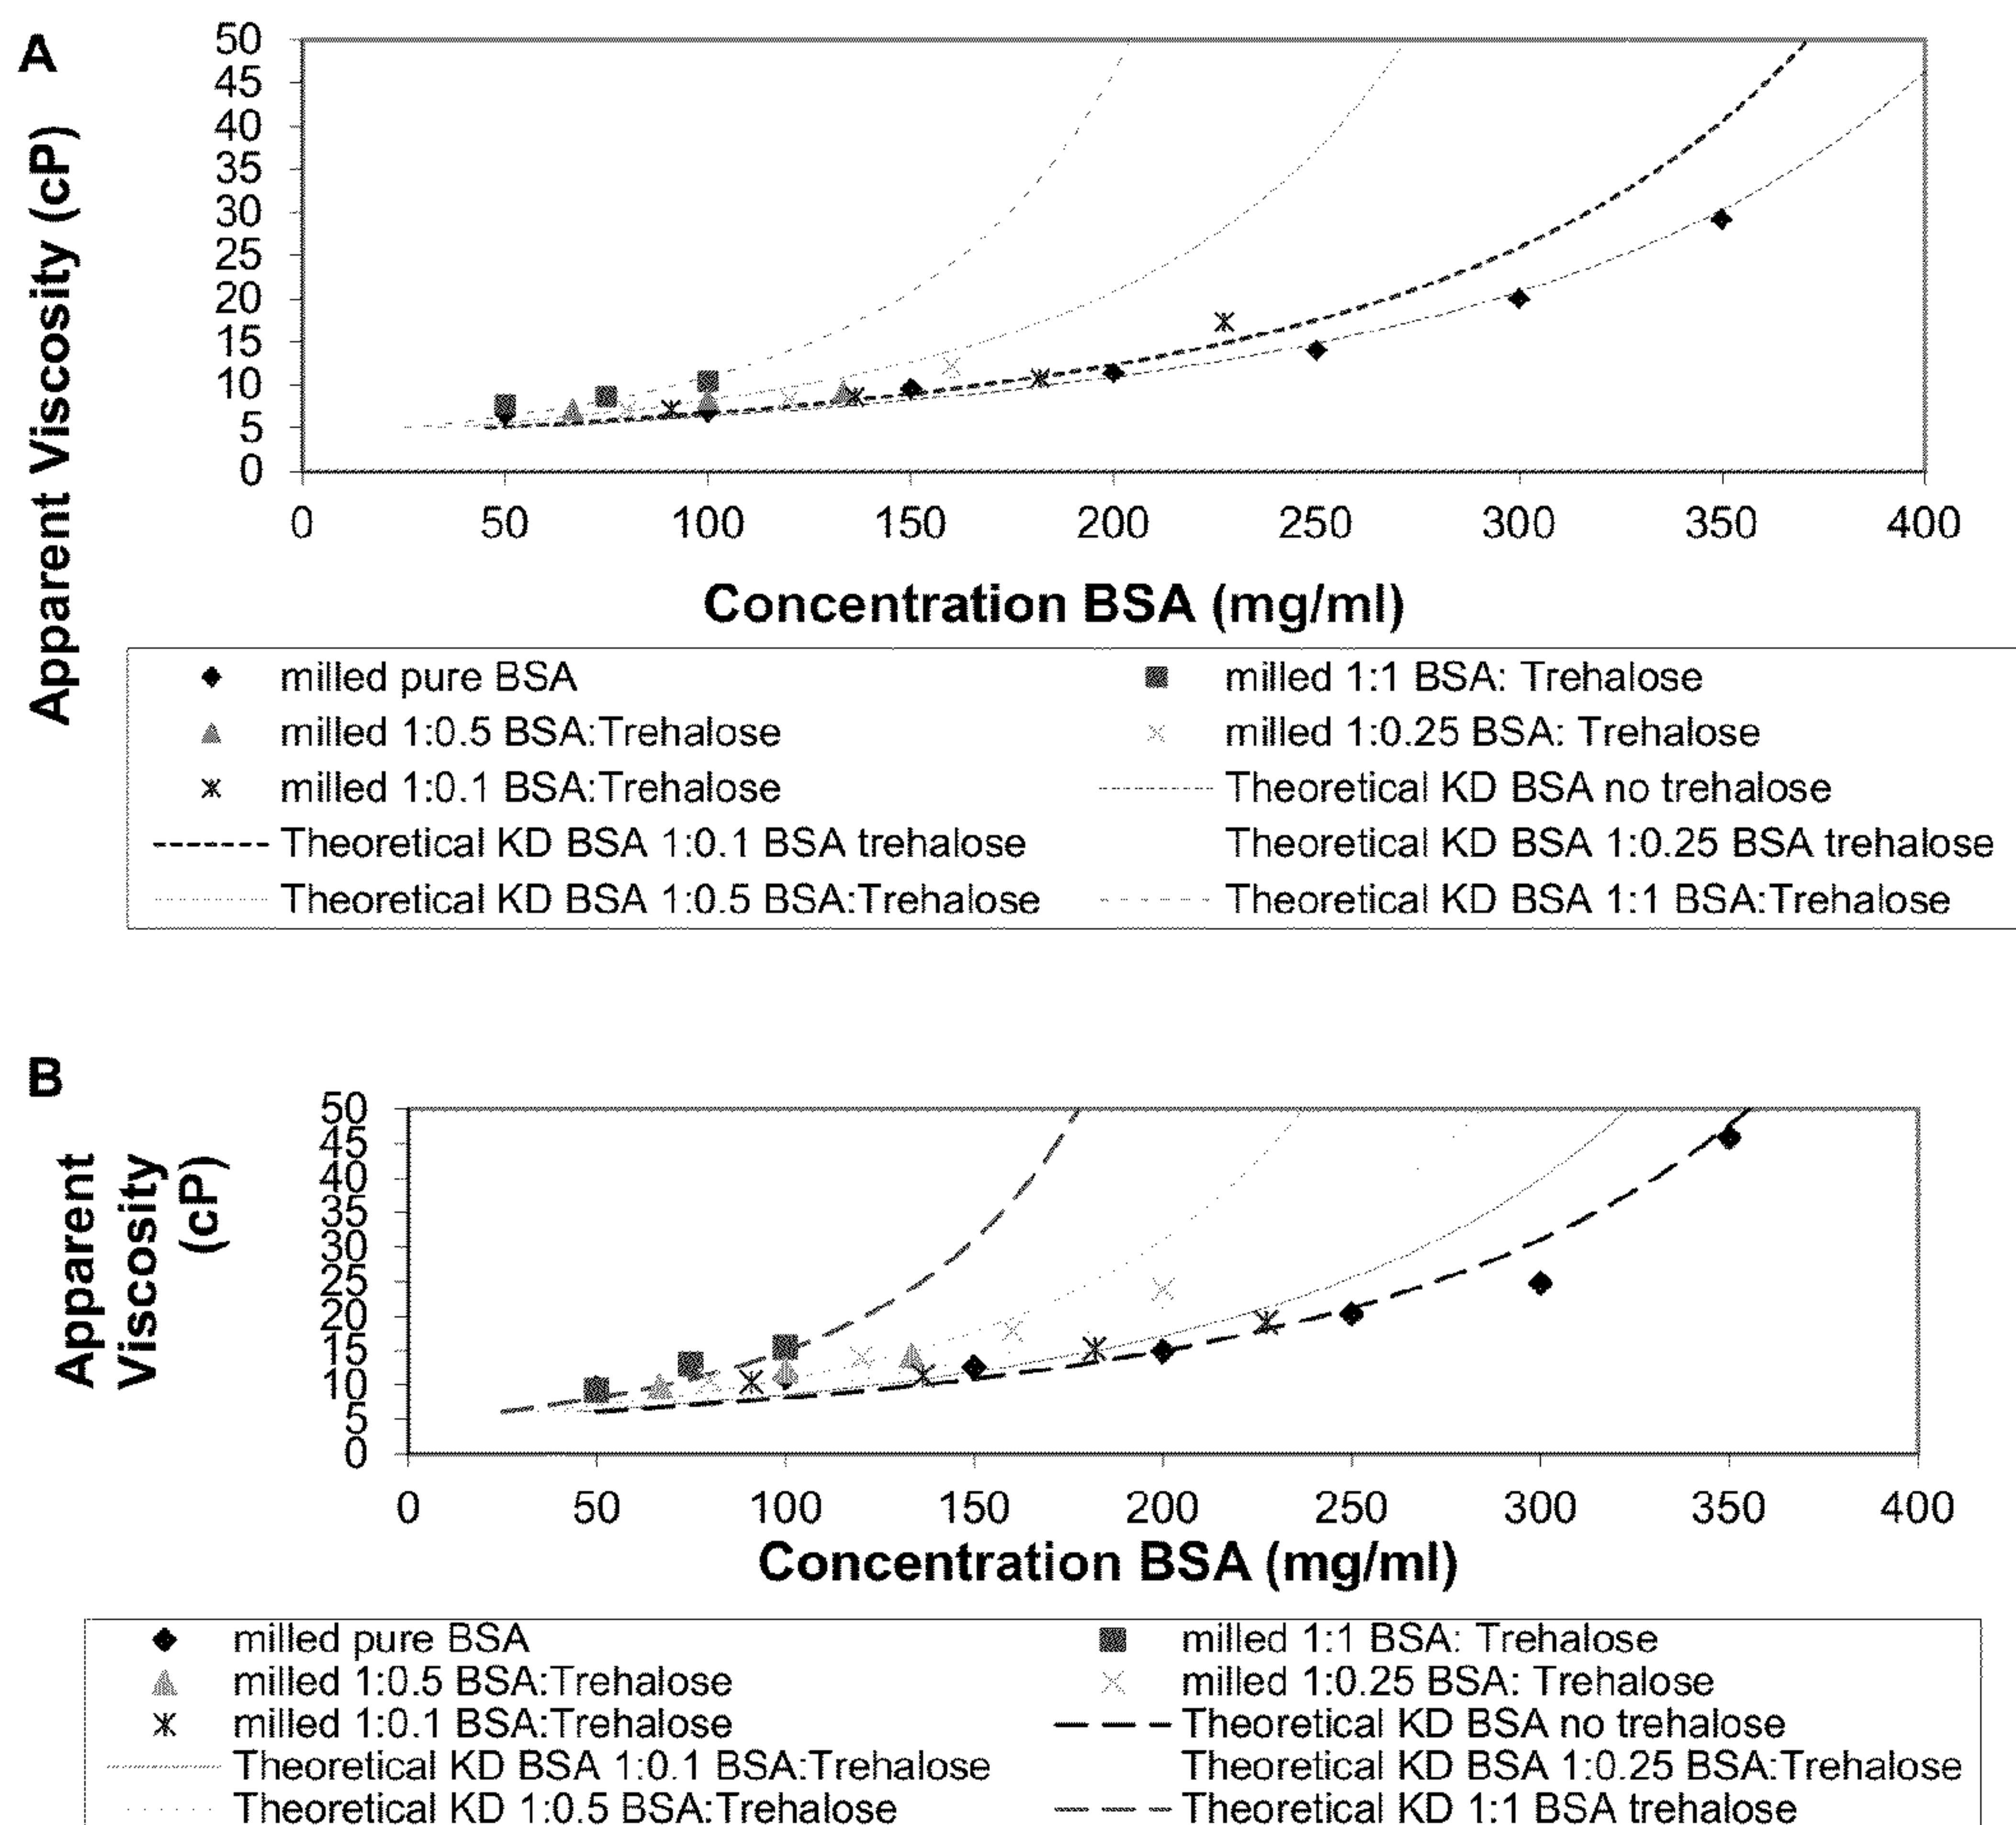 A
Apparent Viscosity (cP)
50
45
40
35
30
25
20
15
10
5
0
0 50 100 150 200 250 300 350 400
Concentration BSA (mg/ml)
milled pure BSA milled 1:1 BSA: Trehalose
milled 1:0.5 BSA:Trehalose milled 1:0.25 BSA: Trehalose
milled 1:0.1 BSA:Trehalose Theoretical KD BSA no trehalose
Theoretical KD BSA 1:0.1 BSA trehalose Theoretical KD BSA 1:0.25 BSA trehalose
Theoretical KD BSA 1:0.5 BSA:Trehalose Theoretical KD BSA 1:1 BSA:Trehalose
B
Apparent
Viscosity
(cP)
50
45
40
35
30
25
20
15
10
5
0
0 50 100 150 200 250 300 350 400
Concentration BSA (mg/ml)
milled pure BSA milled 1:1 BSA: Trehalose
milled 1:0.5 BSA:Trehalose milled 1:0.25 BSA: Trehalose
milled 1:0.1 BSA:Trehalose Theoretical KD BSA no trehalose
Theoretical KD BSA 1:0.1 BSA:Trehalose Theoretical KD BSA 1:0.25 BSA:Trehalose
Theoretical KD 1:0.5 BSA:Trehalose Theoretical KD 1:1 BSA trehalose